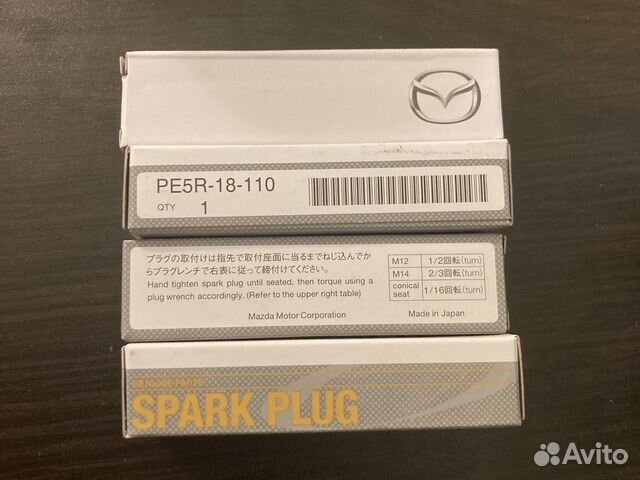 PE5R-18-110
QTY 1
プラグの取付けは指先で取付座面に当るまでねじ込んでか
らプラグレンチで右表に従って締付けてください。
Hand tighten spark plug until seated, then torque using a
plug wrench accordingly. (Refer to the upper right table)
M12 1/2回転(turn)
M14 2/3回転(turn)
conical seat 1/16回転(turn)
Mazda Motor Corporation Made in Japan
GENUINE PARTS
SPARK PLUG
Avito